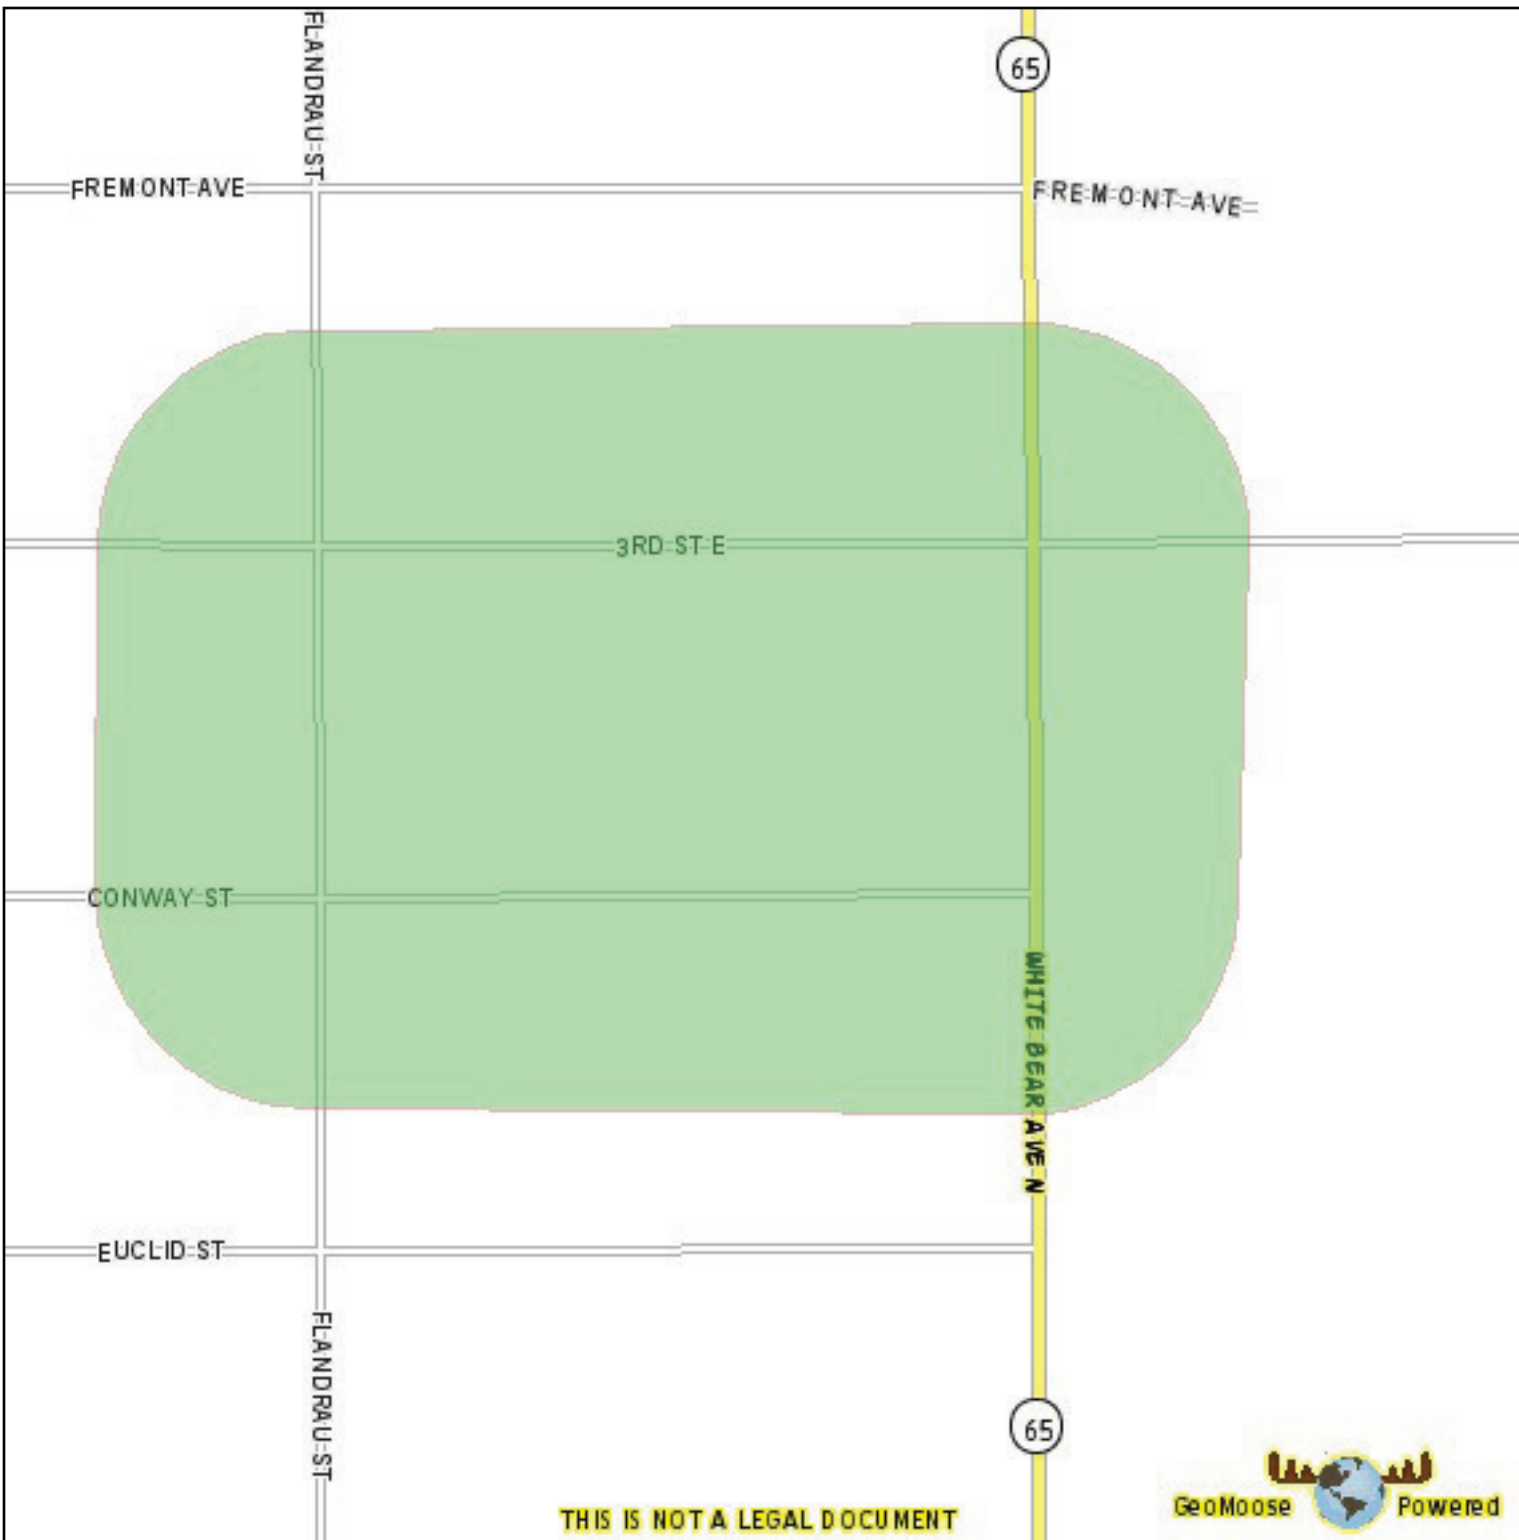 FLANDRAU ST
65
FREMONT AVE
FREMONT AVE
3RD ST E
CONWAY ST
WHITE BEAR AVE N
EUCLID ST
FLANDRAU ST
65
THIS IS NOT A LEGAL DOCUMENT
GeoMoose Powered